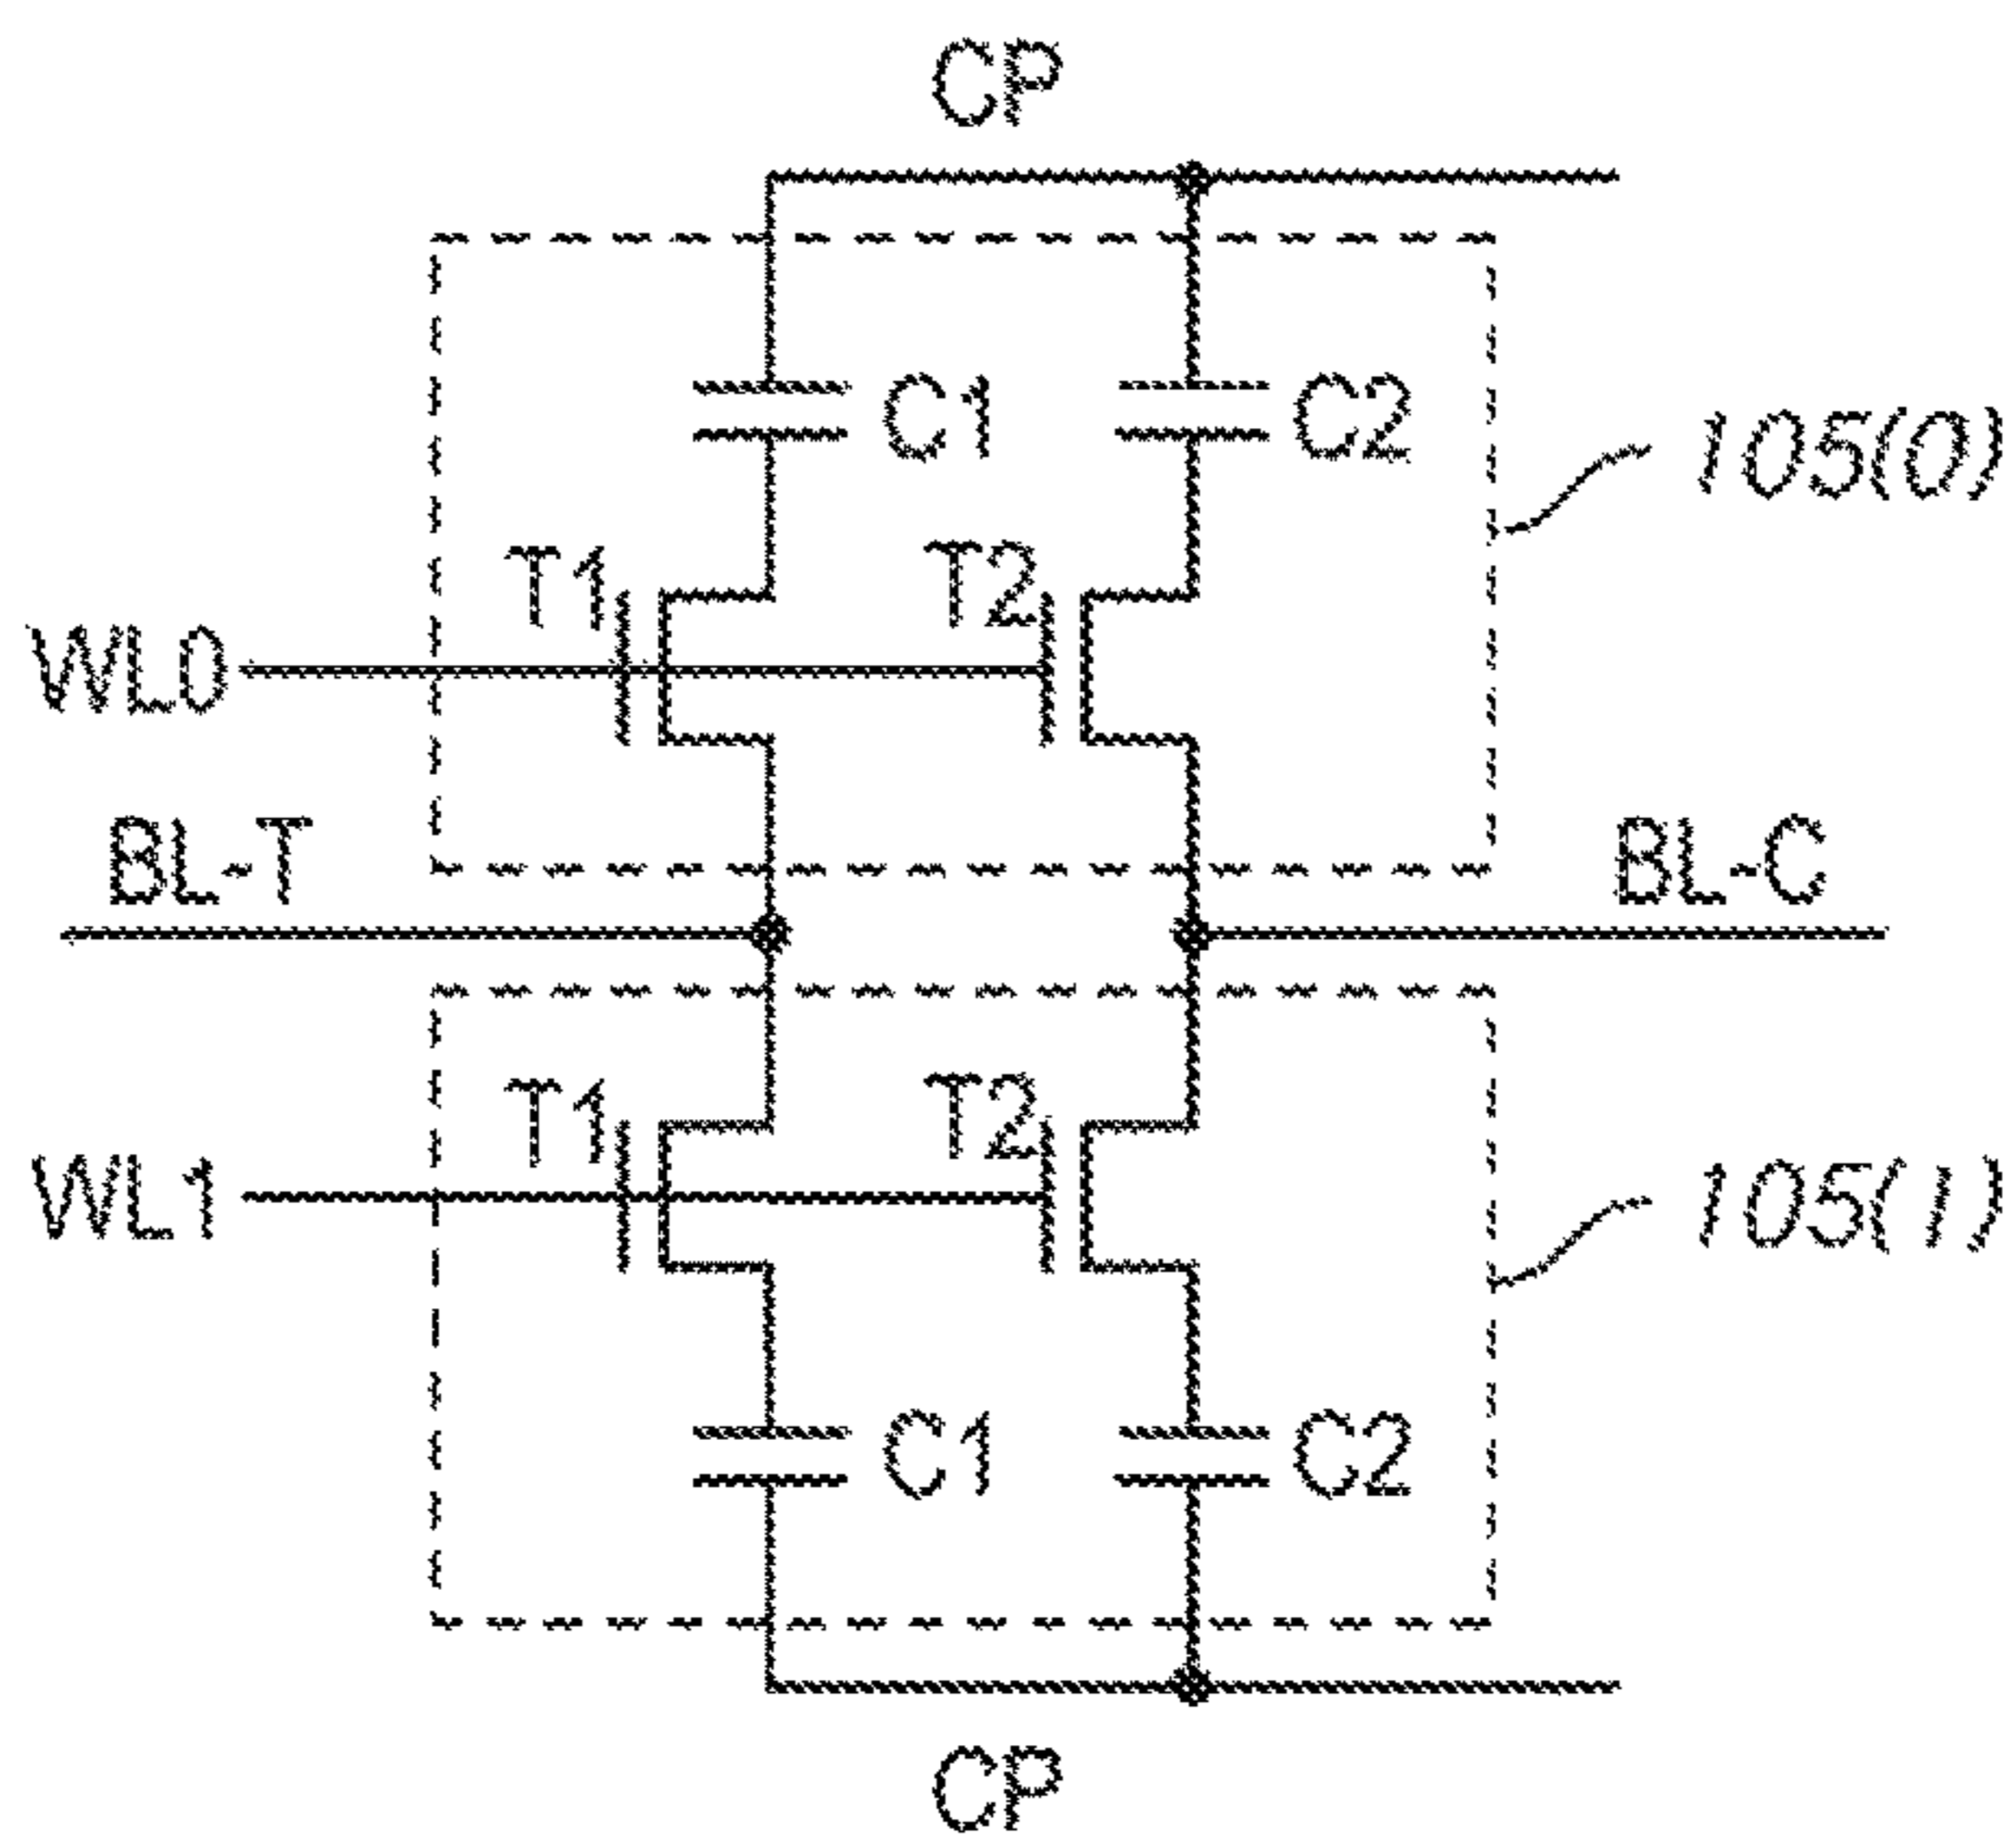 CP
C1 C2 105(0)
T1 T2
WL0
BL-T BL-C
T1 T2
WL1 105(1)
C1 C2
CP